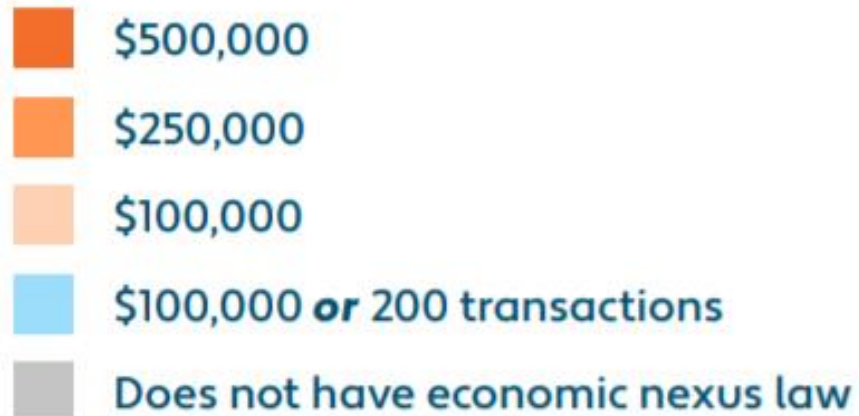 $500,000
$250,000
$100,000
$100,000 or 200 transactions
Does not have economic nexus law